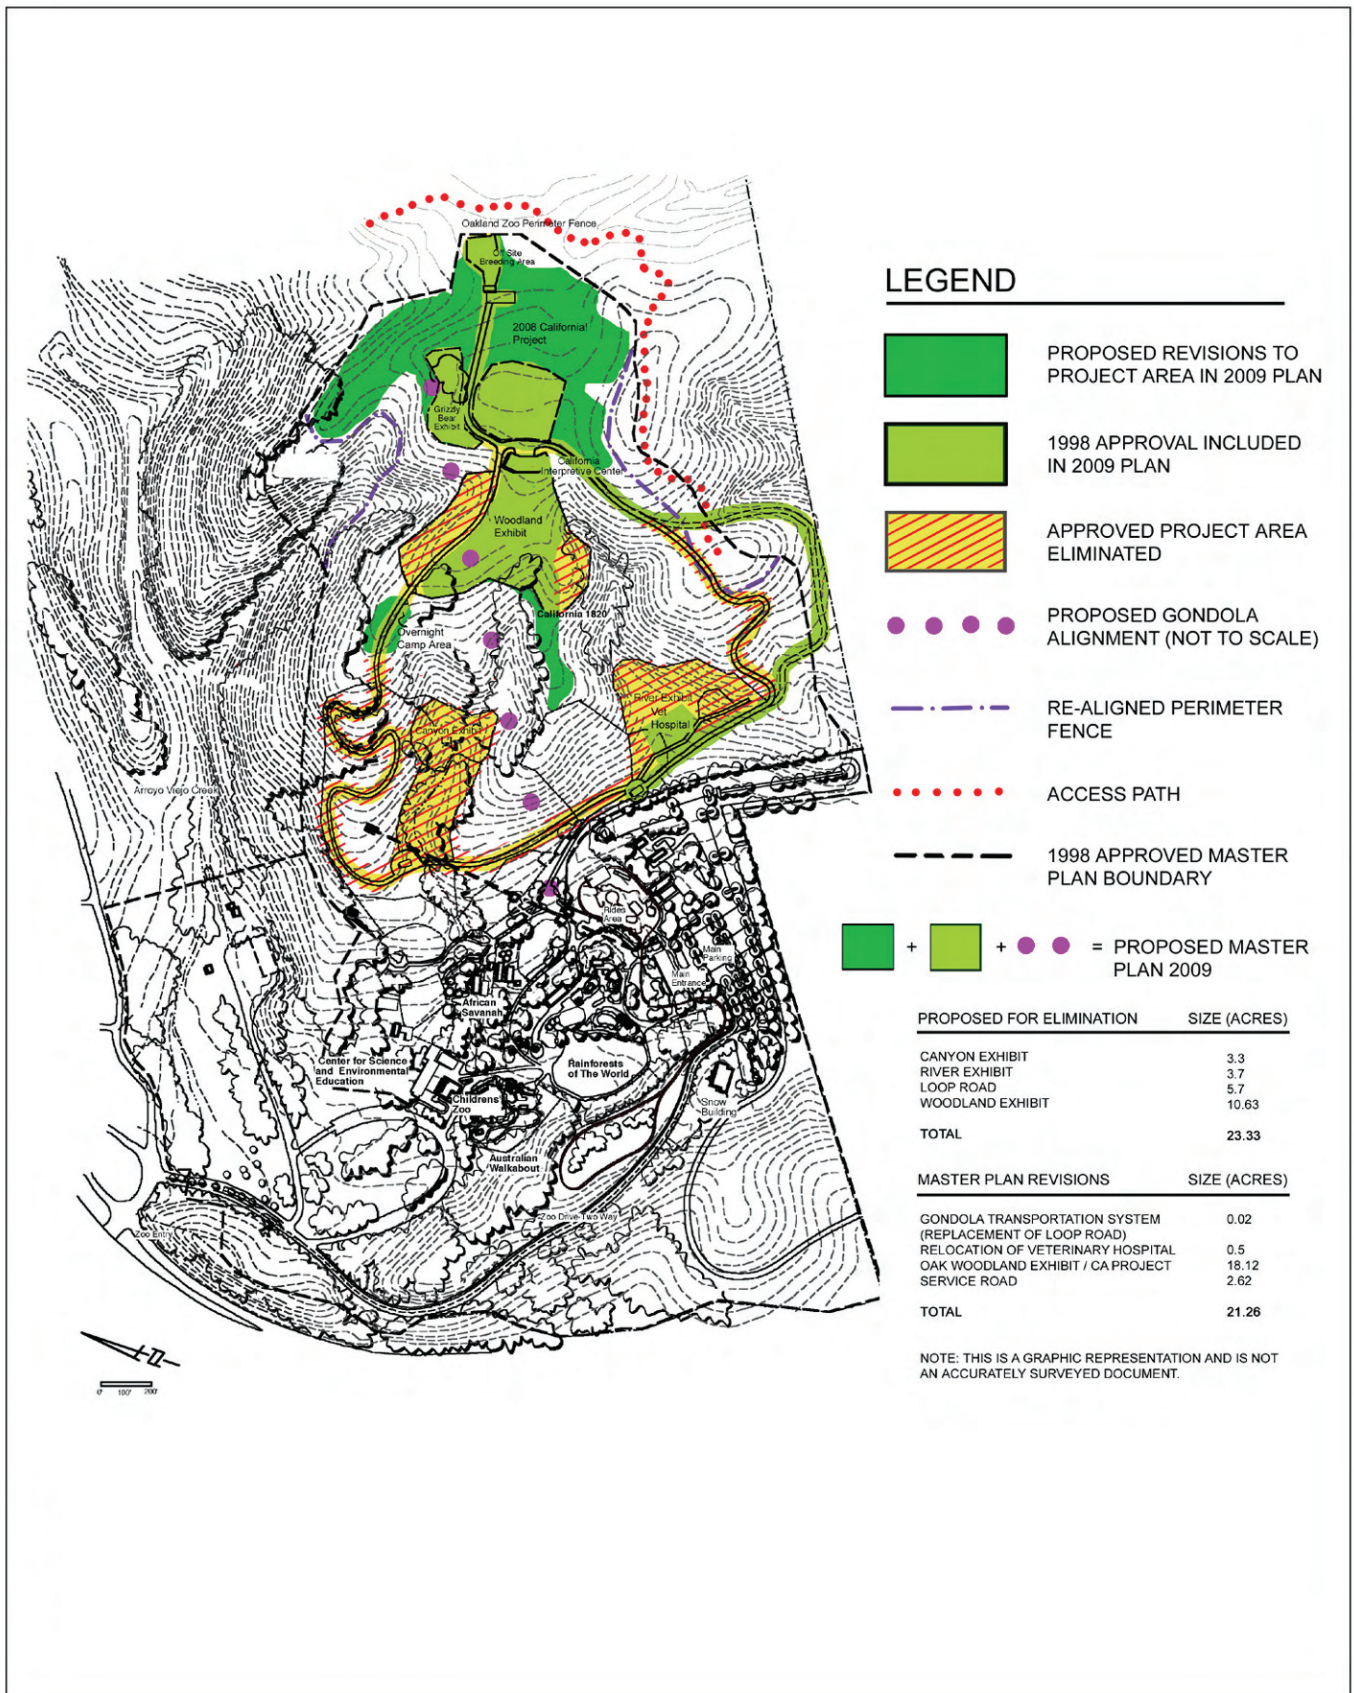 Oakland Zoo Perimeter Fence
Off Site
Breeding Area
2008 California!
Project
Grizzly
Bear
Exhibit
California
Interpretive Center
Woodland
Exhibit
California 1820
Overnight
Camp Area
River Exhibit
Vet
Hospital
Canyon Exhibit
Arroyo Viejo Creek
Rides
Area
Main
Parking
Main
Entrance
African
Savanah
Center for Science
and Environmental
Education
Rainforests
of The World
Childrens'
Zoo
Snow
Building
Australian
Walkabout
Zoo Drive-Two Way
Zoo Entry
0' 100' 200'
LEGEND
PROPOSED REVISIONS TO
PROJECT AREA IN 2009 PLAN
1998 APPROVAL INCLUDED
IN 2009 PLAN
APPROVED PROJECT AREA
ELIMINATED
PROPOSED GONDOLA
ALIGNMENT (NOT TO SCALE)
RE-ALIGNED PERIMETER
FENCE
ACCESS PATH
1998 APPROVED MASTER
PLAN BOUNDARY
+ + = PROPOSED MASTER
PLAN 2009
PROPOSED FOR ELIMINATION SIZE (ACRES)
CANYON EXHIBIT 3.3
RIVER EXHIBIT 3.7
LOOP ROAD 5.7
WOODLAND EXHIBIT 10.63
TOTAL 23.33
MASTER PLAN REVISIONS SIZE (ACRES)
GONDOLA TRANSPORTATION SYSTEM 0.02
(REPLACEMENT OF LOOP ROAD)
RELOCATION OF VETERINARY HOSPITAL 0.5
OAK WOODLAND EXHIBIT / CA PROJECT 18.12
SERVICE ROAD 2.62
TOTAL 21.26
NOTE: THIS IS A GRAPHIC REPRESENTATION AND IS NOT
AN ACCURATELY SURVEYED DOCUMENT.